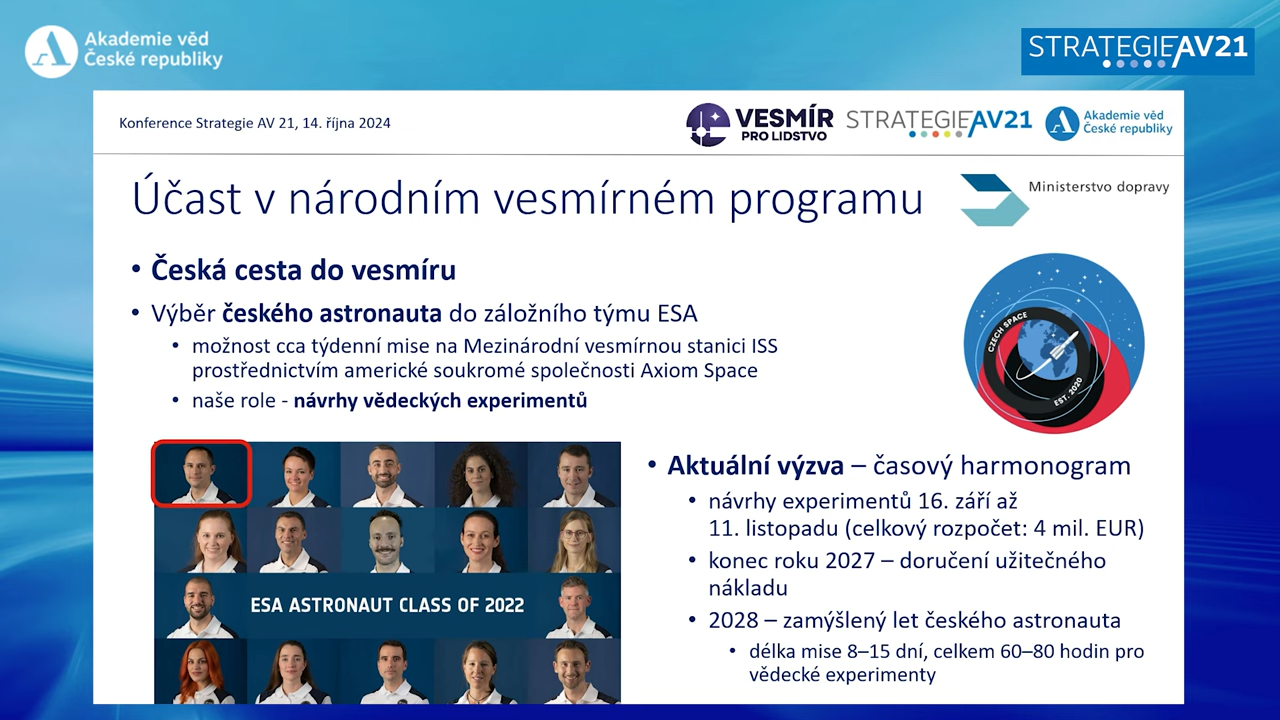 Akademie věd
České republiky
STRATEGIE AV21
Konference Strategie AV 21, 14. října 2024
VESMÍR
PRO LIDSTVO
STRATEGIE AV21
Akademie věd
České republiky
Účast v národním vesmírném programu
Ministerstvo dopravy
• Česká cesta do vesmíru
• Výběr českého astronauta do záložního týmu ESA
• možnost cca týdenní mise na Mezinárodní vesmírnou stanici ISS
prostřednictvím americké soukromé společnosti Axiom Space
• naše role - návrhy vědeckých experimentů
CZECH SPACE
EST. 2020
ESA ASTRONAUT CLASS OF 2022
• Aktuální výzva – časový harmonogram
• návrhy experimentů 16. září až
11. listopadu (celkový rozpočet: 4 mil. EUR)
• konec roku 2027 – doručení užitečného
nákladu
• 2028 – zamýšlený let českého astronauta
• délka mise 8–15 dní, celkem 60–80 hodin pro
vědecké experimenty